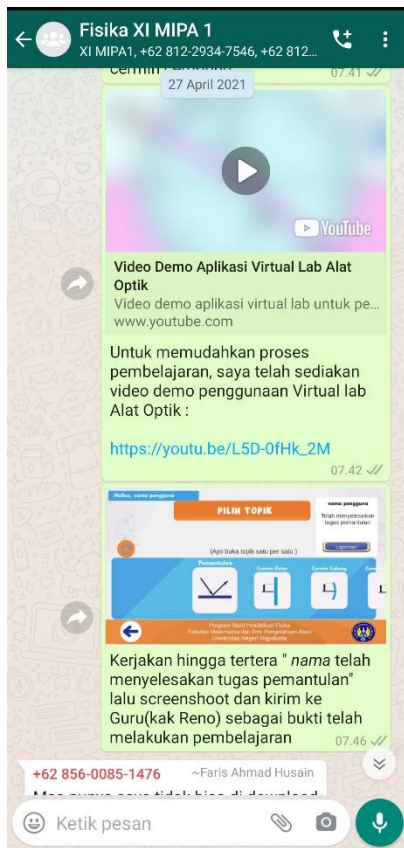 Fisika XI MIPA 1
XI MIPA1, +62 812-2934-7546, +62 812...
07.41
27 April 2021
YouTube
Video Demo Aplikasi Virtual Lab Alat
Optik
Video demo aplikasi virtual lab untuk pe...
www.youtube.com
Untuk memudahkan proses
pembelajaran, saya telah sediakan
video demo penggunaan Virtual lab
Alat Optik :
https://youtu.be/L5D-0fHk_2M
07.42
Hallo, nama pengguna
PILIH TOPIK
nama pengguna
Telah menyelesaikan
tugas pemantulan
Laporkan
(Ayo buka topik satu per satu )
Pemantulan
Cermin Datar
Cermin Cekung
Program Studi Pendidikan Fisika
Fakultas Matematika dan Ilmu Pengetahuan Alam
Universitas Negeri Yogyakarta
Kerjakan hingga tertera " nama telah
menyelesakan tugas pemantulan"
lalu screenshoot dan kirim ke
Guru(kak Reno) sebagai bukti telah
melakukan pembelajaran
07.46
+62 856-0085-1476 ~Faris Ahmad Husain
Ketik pesan